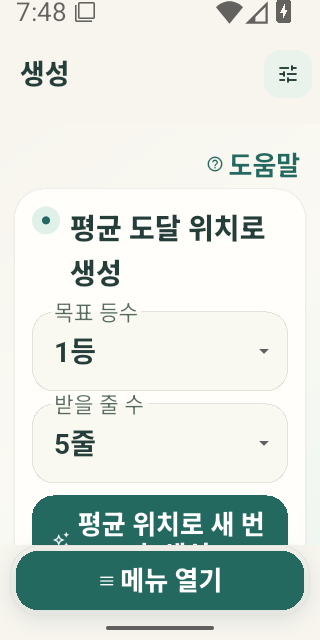 7:48
생성
도움말
평균 도달 위치로
생성
목표 등수
1등
받을 줄 수
5줄
평균 위치로 새 번
메뉴 열기